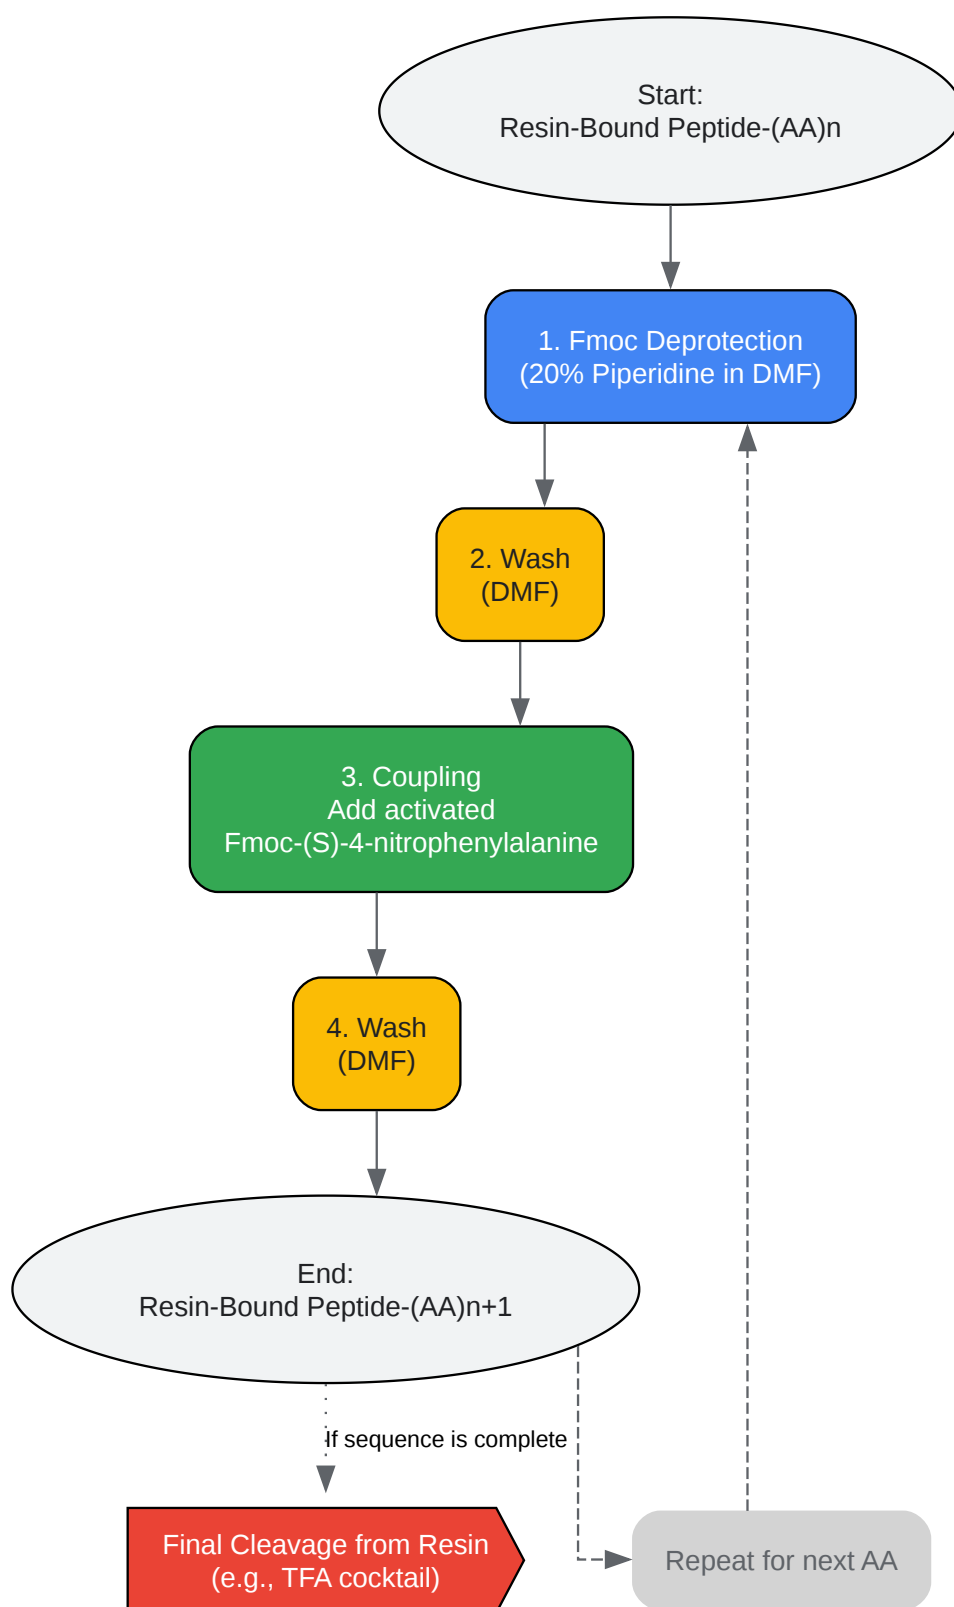 Start:
Resin-Bound Peptide-(AA)n
1. Fmoc Deprotection
(20% Piperidine in DMF)
2. Wash
(DMF)
3. Coupling
Add activated
Fmoc-(S)-4-nitrophenylalanine
4. Wash
(DMF)
End:
Resin-Bound Peptide-(AA)n+1
If sequence is complete
Final Cleavage from Resin
(e.g., TFA cocktail)
Repeat for next AA